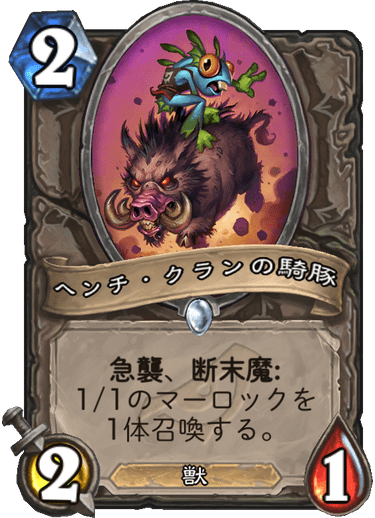 2
ヘンチ・クランの騎豚
急襲、断末魔:
1/1のマーロックを
1体召喚する。
2
獣
1